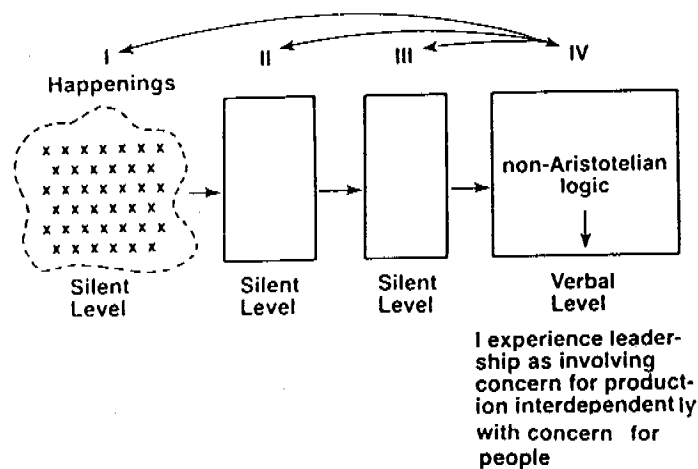 I II III IV
Happenings
x x x x x x x
x x x x x x
x x x x x x x
x x x x x x
x x x x x x x
x x x x x x
non-Aristotelian
logic
Silent Level
Silent Level
Silent Level
Verbal Level
I experience leader-
ship as involving
concern for product-
ion interdependently
with concern for
people